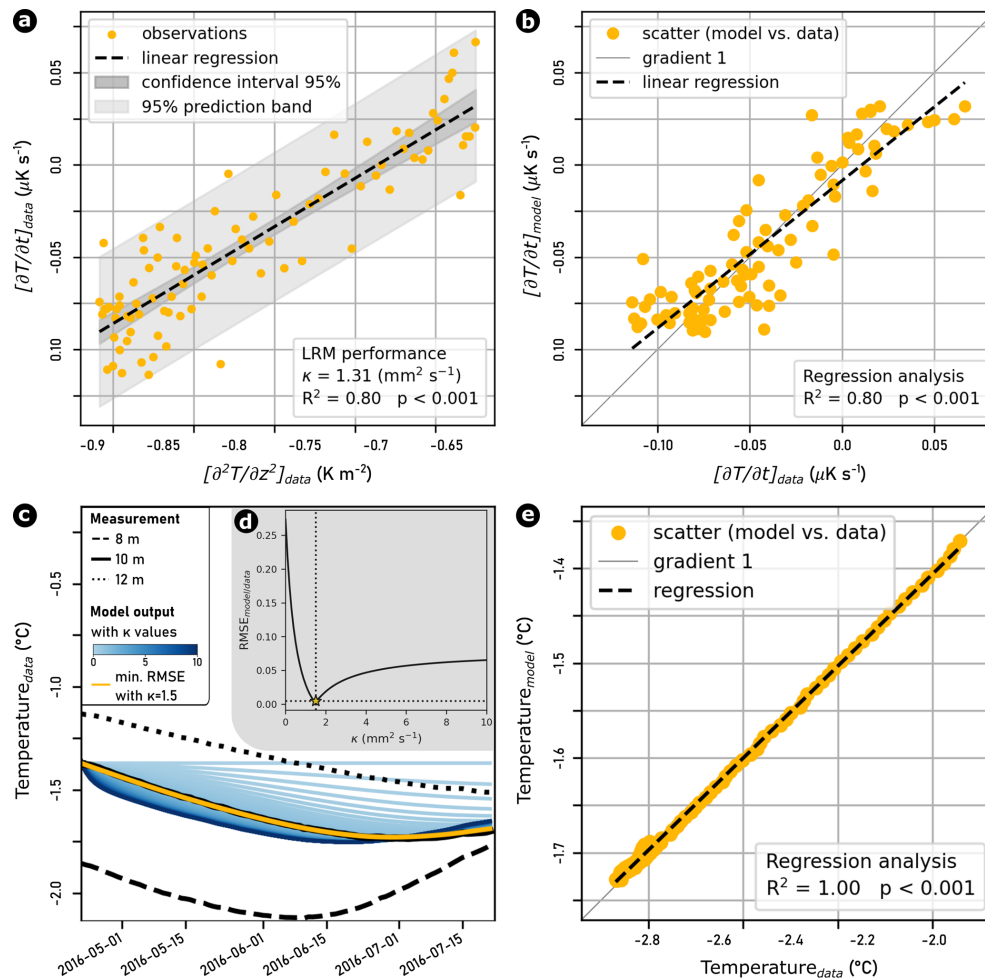 a
observations
linear regression
confidence interval 95%
95% prediction band
0.05
0.0
-0.05
0.10
[∂T/∂t]data (µK s⁻¹)
LRM performance
κ = 1.31 (mm² s⁻¹)
R² = 0.80 p < 0.001
-0.9
-0.8
-0.75
-0.7
-0.65
[∂²T/∂z²]data (K m⁻²)
b
scatter (model vs. data)
gradient 1
linear regression
0.05
0.0
-0.05
0.10
[∂T/∂t]model (µK s⁻¹)
Regression analysis
R² = 0.80 p < 0.001
-0.10
-0.05
0.0
0.05
[∂T/∂t]data (µK s⁻¹)
c
Measurement
8 m
10 m
12 m
Model output
with κ values
0 5 10
min. RMSE
with κ=1.5
-0.5
-1.0
-1.5
-2.0
Temperaturedata (°C)
2016-05-01
2016-05-15
2016-06-01
2016-06-15
2016-07-01
2016-07-15
d
0.25
0.20
0.15
0.10
0.05
0.00
RMSEmodel/data
0 2 4 6 8 10
κ (mm² s⁻¹)
e
scatter (model vs. data)
gradient 1
regression
-1.4
-1.5
-1.6
-1.7
Temperaturemodel (°C)
Regression analysis
R² = 1.00 p < 0.001
-2.8
-2.6
-2.4
-2.2
-2.0
Temperaturedata (°C)